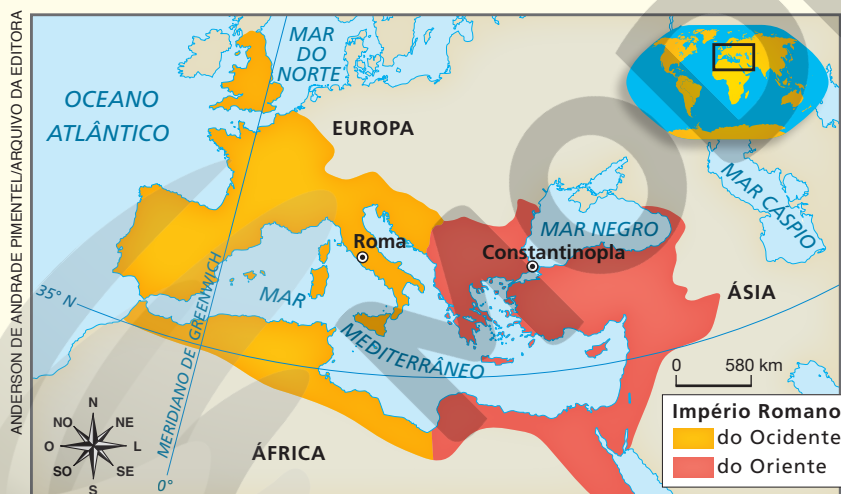 ANDERSON DE ANDRADE PIMENTEL/ARQUIVO DA EDITORA
MAR
DO
NORTE
OCEANO
ATLÂNTICO
EUROPA
MAR CÁSPIO
MAR NEGRO
Roma
Constantinopla
ÁSIA
35° N
MAR
MEDITERRÂNEO
MERIDIANO DE GREENWICH
0 580 km
N
NO NE
O L
SO SE
S
0°
ÁFRICA
Império Romano
do Ocidente
do Oriente